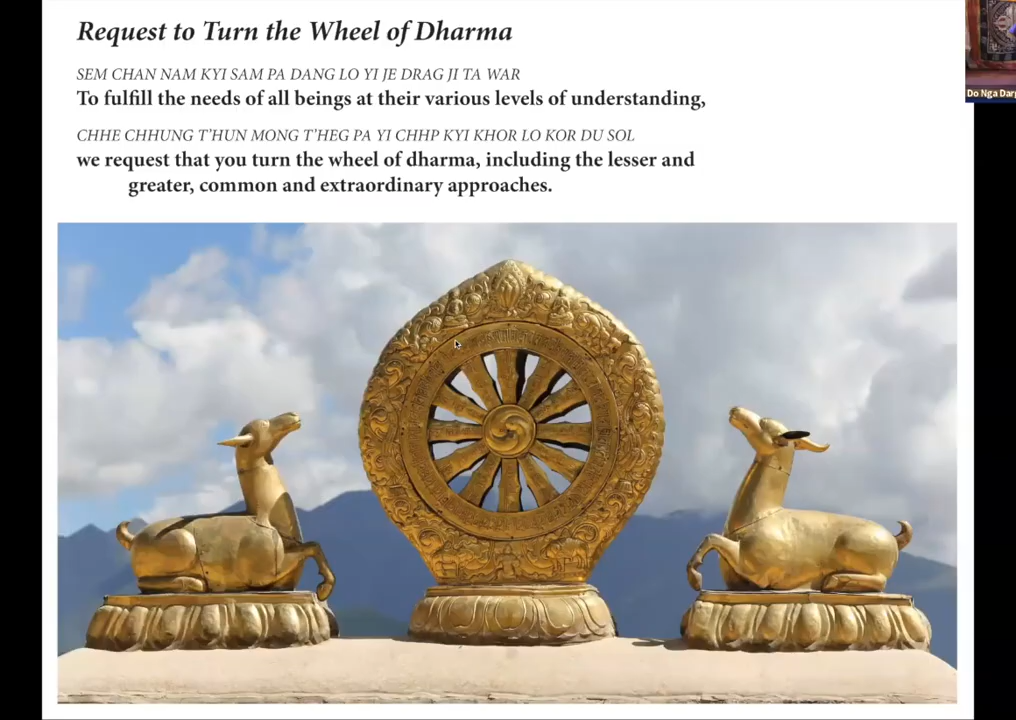 Request to Turn the Wheel of Dharma
SEM CHAN NAM KYI SAM PA DANG LO YI JE DRAG JI TA WAR
To fulfill the needs of all beings at their various levels of understanding,
CHHE CHHUNG T'HUN MONG T'HEG PA YI CHHP KYI KHOR LO KOR DU SOL
we request that you turn the wheel of dharma, including the lesser and
greater, common and extraordinary approaches.
Do Nga Darg